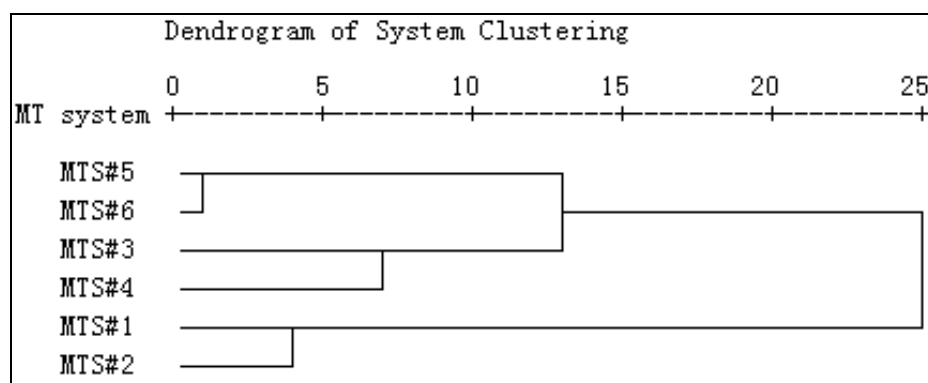 Dendrogram of System Clustering
0 5 10 15 20 25
MT system
MTS#5
MTS#6
MTS#3
MTS#4
MTS#1
MTS#2